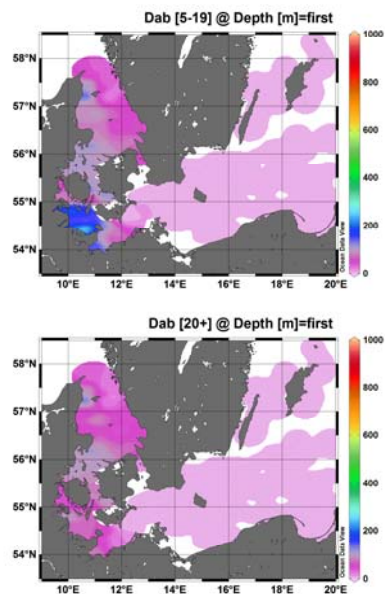 Dab [5-19] @ Depth [m]=first
58°N
57°N
56°N
55°N
54°N
10°E
12°E
14°E
16°E
18°E
20°E
1000
800
600
400
200
0
Ocean Data View
Dab [20+] @ Depth [m]=first
58°N
57°N
56°N
55°N
54°N
10°E
12°E
14°E
16°E
18°E
20°E
1000
800
600
400
200
0
Ocean Data View